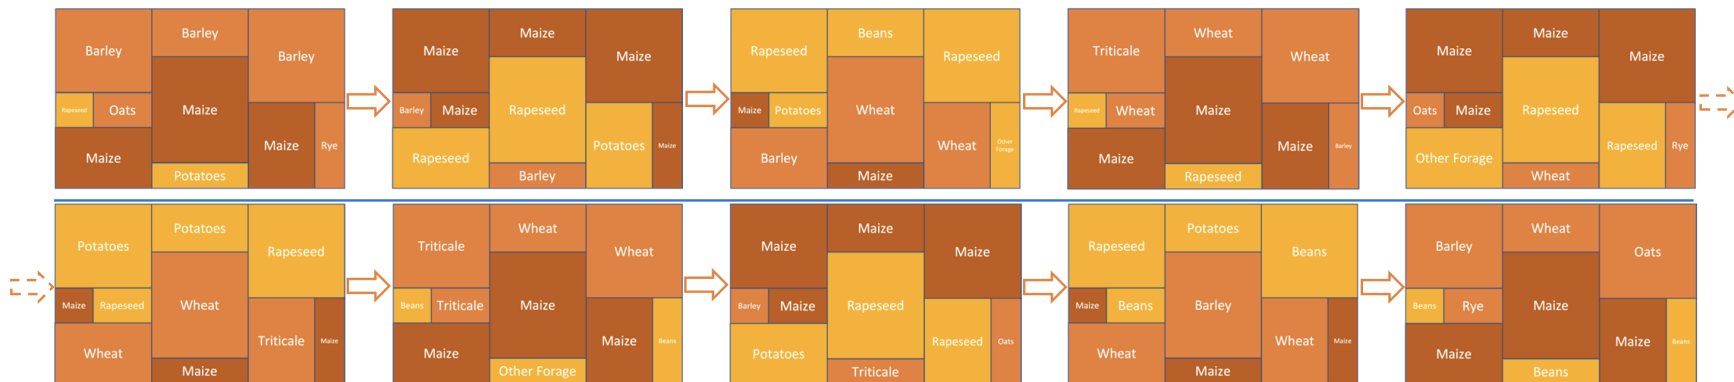 Barley
Barley
Barley
Rapeseed
Oats
Maize
Maize
Maize
Rye
Potatoes
Maize
Maize
Maize
Barley
Maize
Rapeseed
Rapeseed
Potatoes
Maize
Barley
Rapeseed
Beans
Rapeseed
Maize
Potatoes
Wheat
Barley
Wheat
Other
Forage
Maize
Triticale
Wheat
Wheat
Rapeseed
Wheat
Maize
Maize
Maize
Barley
Rapeseed
Maize
Maize
Maize
Oats
Maize
Rapeseed
Other Forage
Rapeseed
Rye
Wheat
Potatoes
Potatoes
Rapeseed
Maize
Rapeseed
Wheat
Wheat
Triticale
Maize
Maize
Triticale
Wheat
Wheat
Beans
Triticale
Maize
Maize
Maize
Beans
Other Forage
Maize
Maize
Maize
Barley
Maize
Rapeseed
Potatoes
Rapeseed
Oats
Triticale
Rapeseed
Potatoes
Beans
Maize
Beans
Barley
Wheat
Wheat
Maize
Maize
Barley
Wheat
Oats
Beans
Rye
Maize
Maize
Maize
Beans
Beans